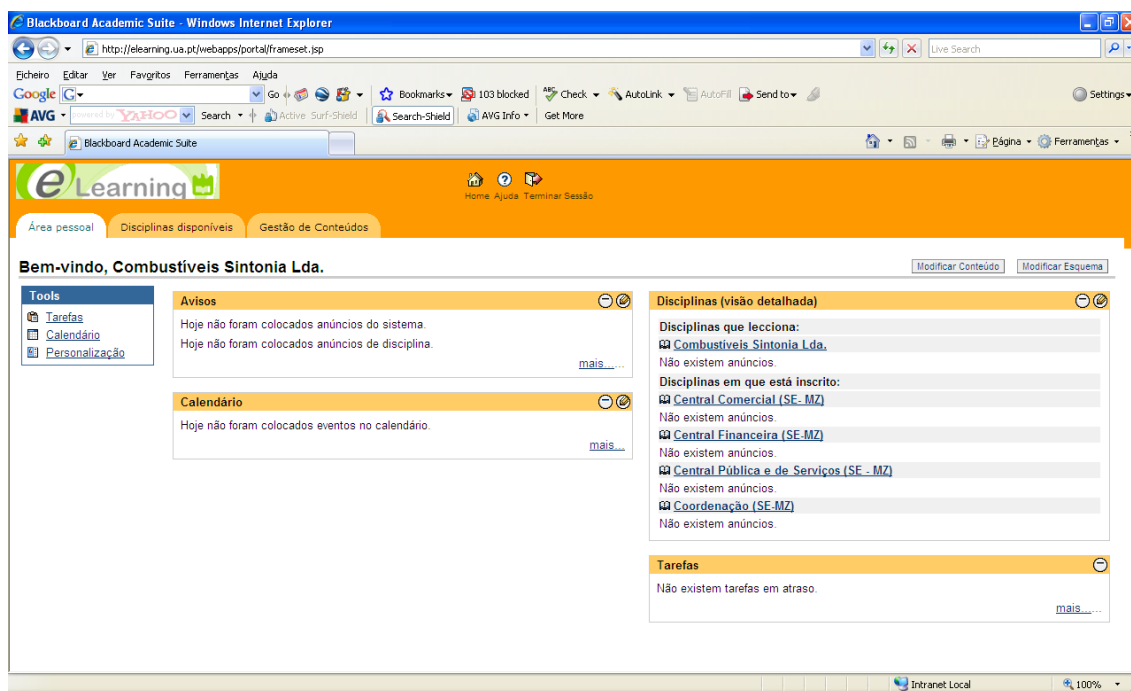 Blackboard Academic Suite - Windows Internet Explorer
http://elearning.ua.pt/webapps/portal/frameset.jsp
Live Search
Ficheiro Editar Ver Favoritos Ferramentas Ajuda
Google G Go Bookmarks 103 blocked Check AutoLink AutoFill Send to Settings
AVG powered by YAHOO Search Active Surf-Shield Search-Shield AVG Info Get More
Blackboard Academic Suite Página Ferramentas
eLearning
Home Ajuda Terminar Sessão
Área pessoal Disciplinas disponíveis Gestão de Conteúdos
Bem-vindo, Combustíveis Sintonia Lda. Modificar Conteúdo Modificar Esquema
Tools
Tarefas
Calendário
Personalização
Avisos
Hoje não foram colocados anúncios do sistema.
Hoje não foram colocados anúncios de disciplina.
mais......
Calendário
Hoje não foram colocados eventos no calendário.
mais...
Disciplinas (visão detalhada)
Disciplinas que lecciona:
Combustíveis Sintonia Lda.
Não existem anúncios.
Disciplinas em que está inscrito:
Central Comercial (SE- MZ)
Não existem anúncios.
Central Financeira (SE-MZ)
Não existem anúncios.
Central Pública e de Serviços (SE - MZ)
Não existem anúncios.
Coordenação (SE-MZ)
Não existem anúncios.
Tarefas
Não existem tarefas em atraso.
mais......
Intranet Local 100%